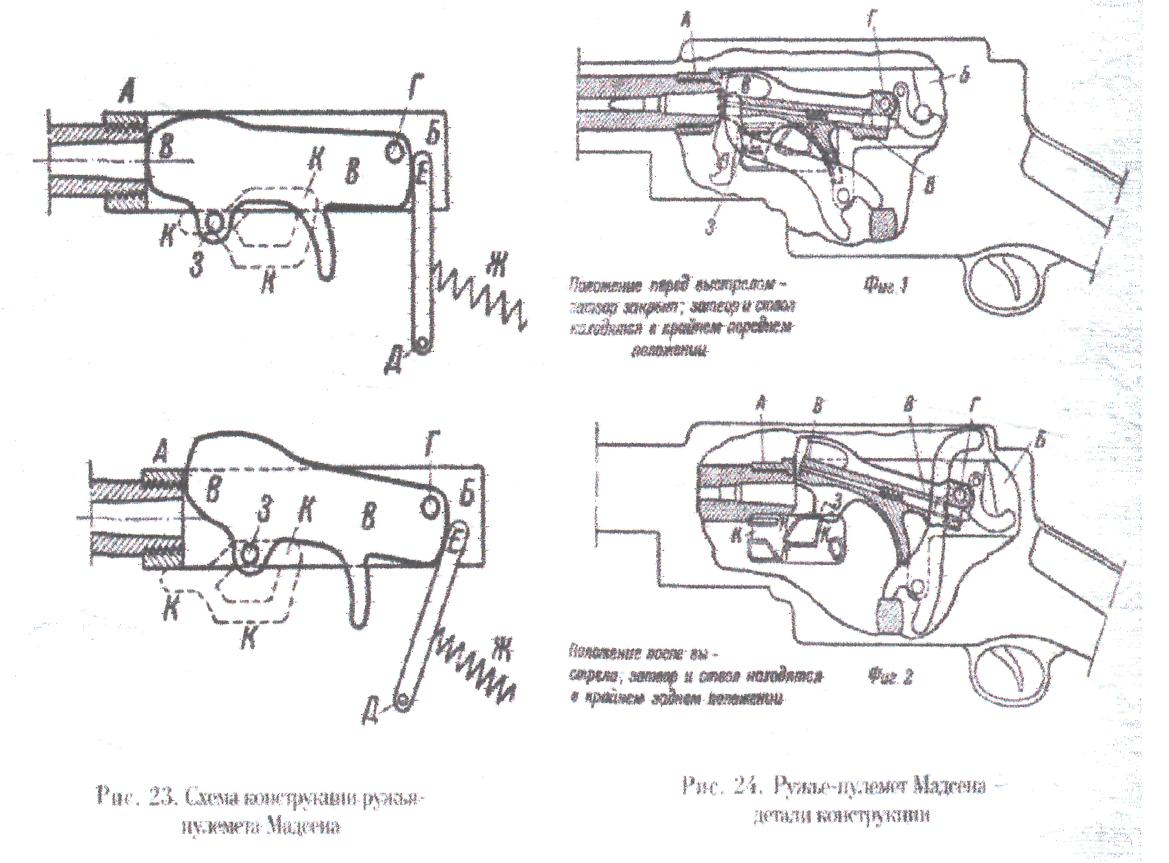 А
Г
Б
В
К
В
Е
К
З
К
Ж
Д
А
Г
Б
В
З
К
В
Е
К
К
Ж
Д
Рис. 23. Схема конструкции ружья-
пулемета Мадсена
А
Г
В
Б
В
З
Положение перед выстрелом –
затвор закрыт; затвор и ствол
находится в крайнем переднем
положении
Фиг. 1
А
В
В
Г
Б
З
К
К
Положение после вы –
стрела; затвор и ствол находятся
в крайнем заднем положении
Фиг. 2
Рис. 24. Ружье-пулемет Мадсена –
детали конструкции